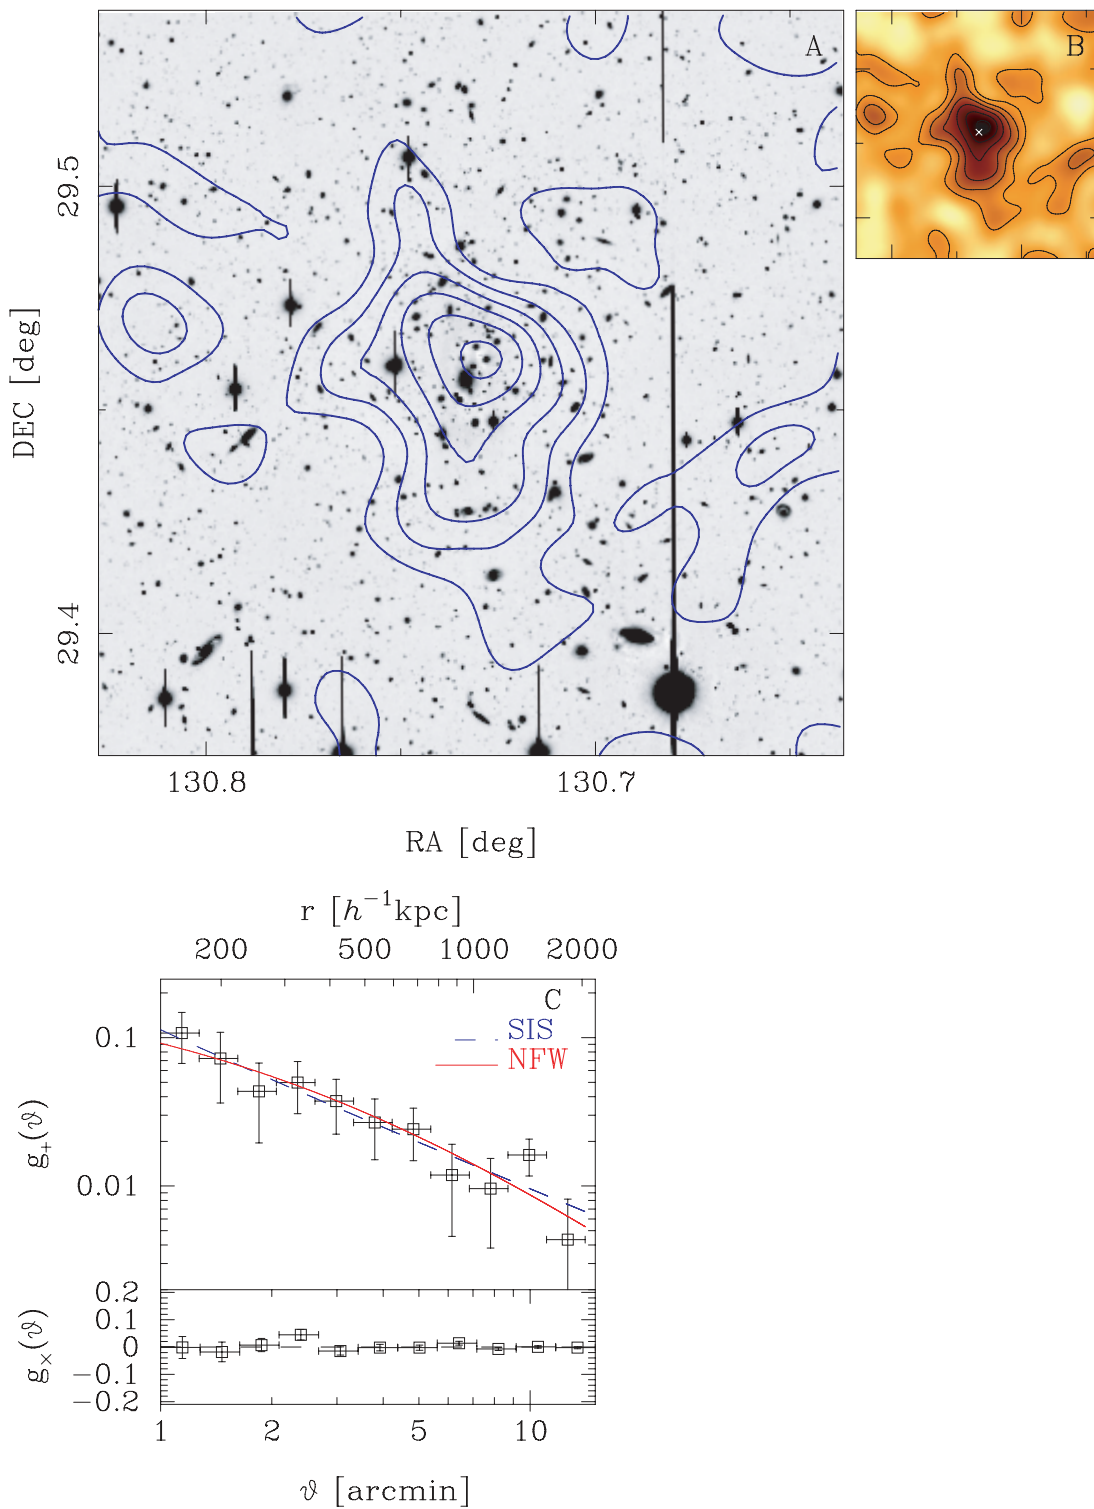 A
B
29.5
29.4
DEC [deg]
130.8 130.7
RA [deg]
r [h⁻¹kpc]
200 500 1000 2000
C
SIS
NFW
0.1
0.01
g₊(ϑ)
0.2
0.1
0
−0.1
−0.2
g×(ϑ)
1 2 5 10
ϑ [arcmin]